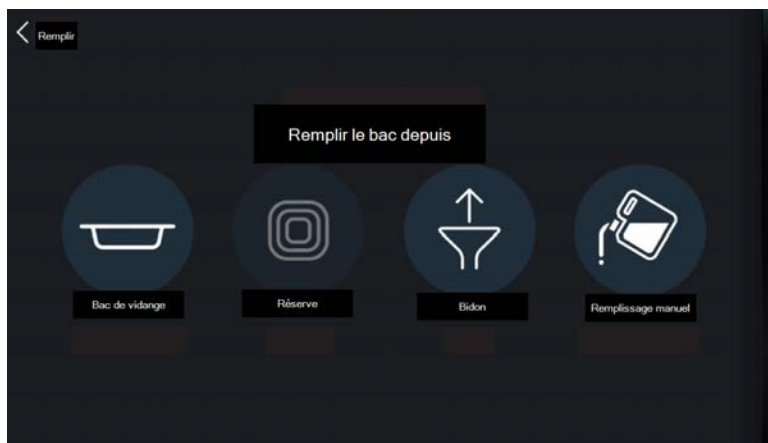 Remplir
Remplir le bac depuis
Bac de vidange
Réserve
Bidon
Remplissage manuel